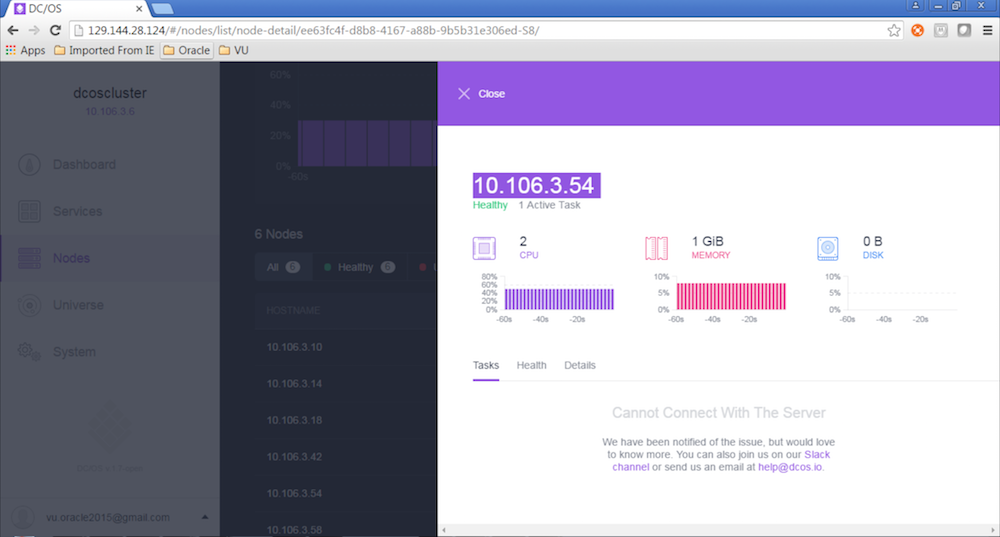 DC/OS
129.144.28.124/#/nodes/list/node-detail/ee63fc4f-d8b8-4167-a88b-9b5b31e306ed-S8/
Apps Imported From IE Oracle VU
dcoscluster
10.106.3.6
Dashboard
Services
Nodes
Universe
System
vu.oracle2015@gmail.com
60%
40%
20%
0%
-60s
6 Nodes
All 6 Healthy 6
HOSTNAME
10.106.3.10
10.106.3.14
10.106.3.18
10.106.3.42
10.106.3.54
10.106.3.58
Close
10.106.3.54
Healthy 1 Active Task
2
CPU
80%
60%
40%
20%
0%
-60s -40s -20s
1 GiB
MEMORY
10%
5%
0%
-60s -40s -20s
0 B
DISK
10%
5%
0%
-60s -40s -20s
Tasks Health Details
Cannot Connect With The Server
We have been notified of the issue, but would love
to know more. You can also join us on our Slack
channel or send us an email at help@dcos.io.